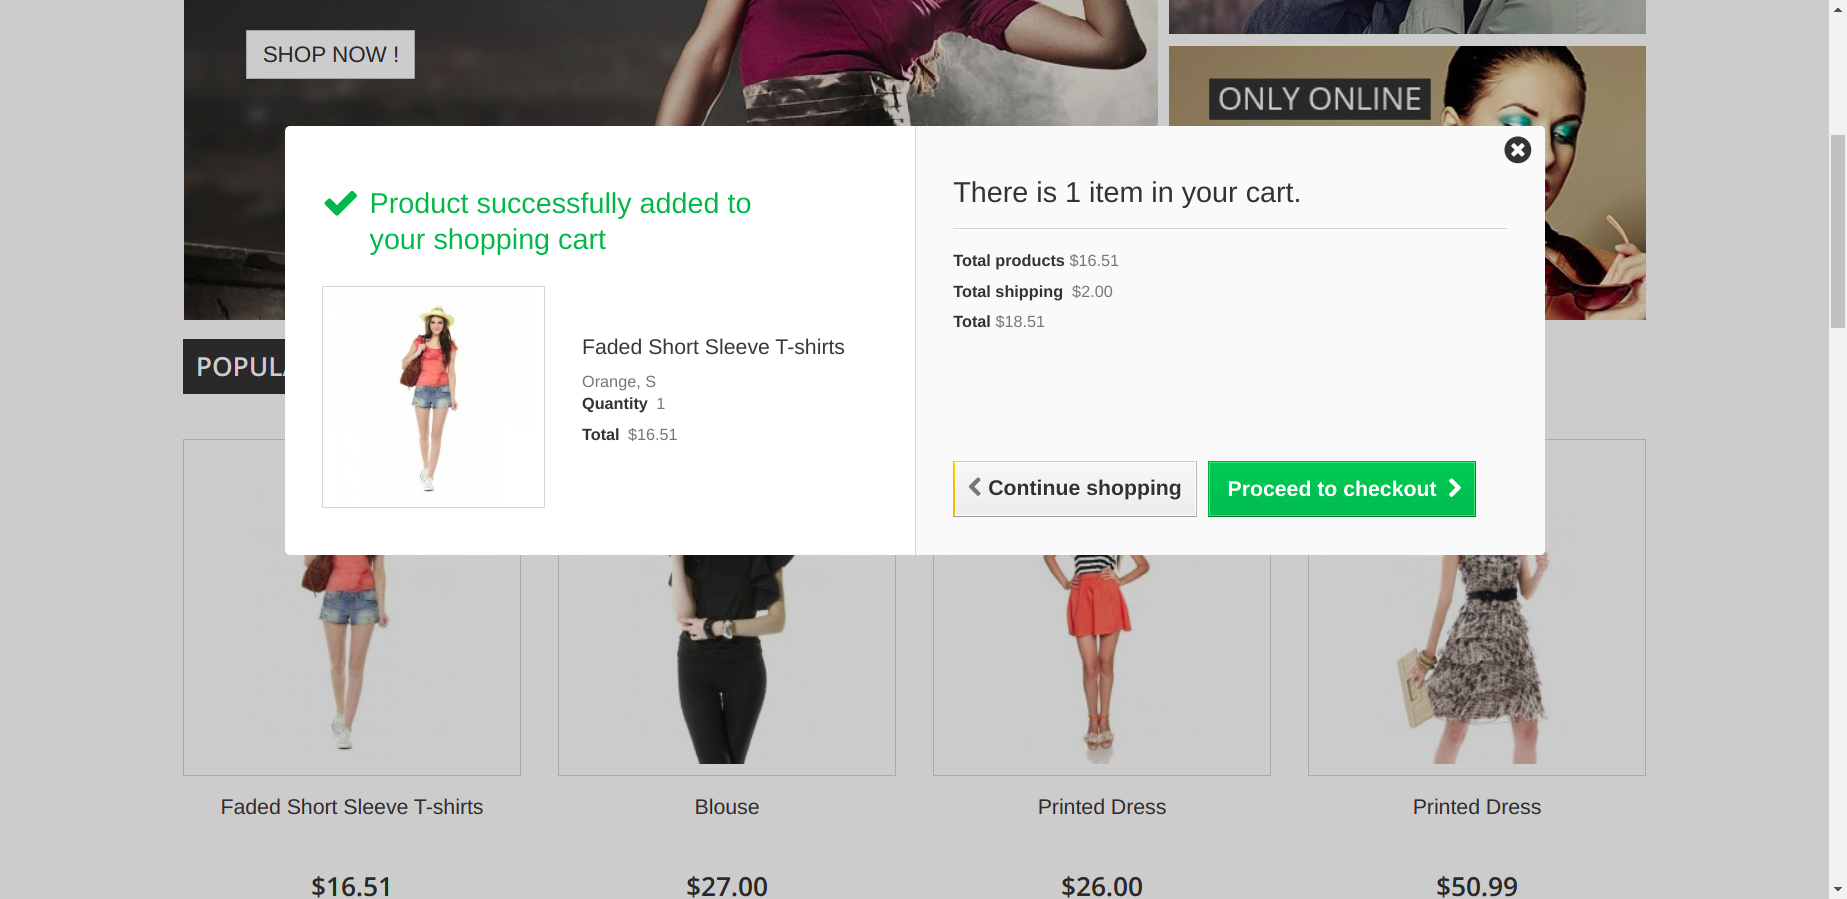 SHOP NOW !
ONLY ONLINE
Product successfully added to
your shopping cart
Faded Short Sleeve T-shirts
Orange, S
Quantity 1
Total $16.51
There is 1 item in your cart.
Total products $16.51
Total shipping $2.00
Total $18.51
Continue shopping
Proceed to checkout
POPULA
Faded Short Sleeve T-shirts
Blouse
Printed Dress
Printed Dress
$16.51
$27.00
$26.00
$50.99